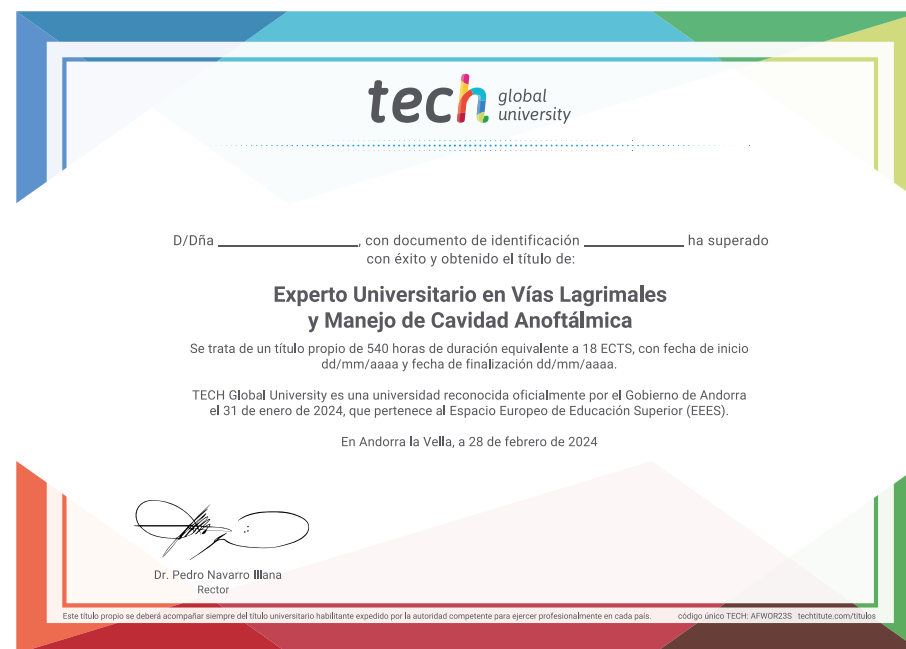 tech global university
D/Dña ________________, con documento de identificación ____________ ha superado
con éxito y obtenido el título de:
Experto Universitario en Vías Lagrimales
y Manejo de Cavidad Anoftálmica
Se trata de un título propio de 540 horas de duración equivalente a 18 ECTS, con fecha de inicio
dd/mm/aaaa y fecha de finalización dd/mm/aaaa.
TECH Global University es una universidad reconocida oficialmente por el Gobierno de Andorra
el 31 de enero de 2024, que pertenece al Espacio Europeo de Educación Superior (EEES).
En Andorra la Vella, a 28 de febrero de 2024
Dr. Pedro Navarro Illana
Rector
Este título propio se deberá acompañar siempre del título universitario habilitante expedido por la autoridad competente para ejercer profesionalmente en cada país. código único TECH: AFWOR23S techtitute.com/titulos